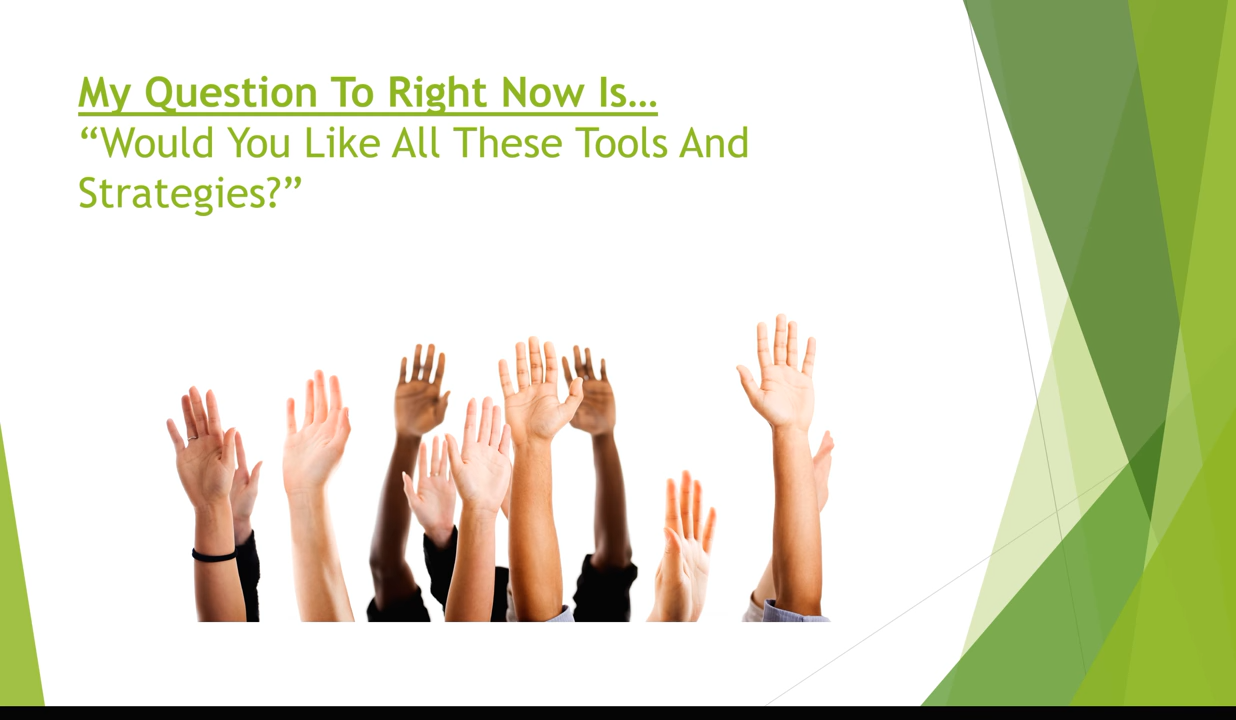 My Question To Right Now Is…
“Would You Like All These Tools And
Strategies?”